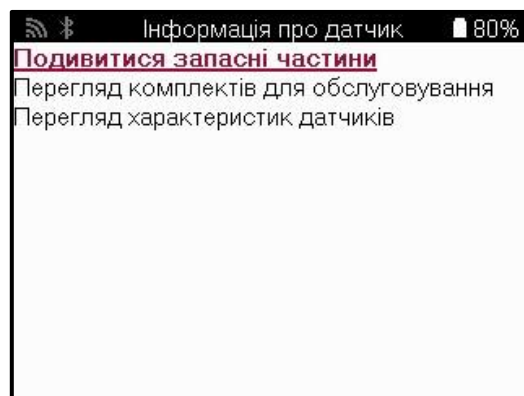 Інформація про датчик 80%
Подивитися запасні частини
Перегляд комплектів для обслуговування
Перегляд характеристик датчиків